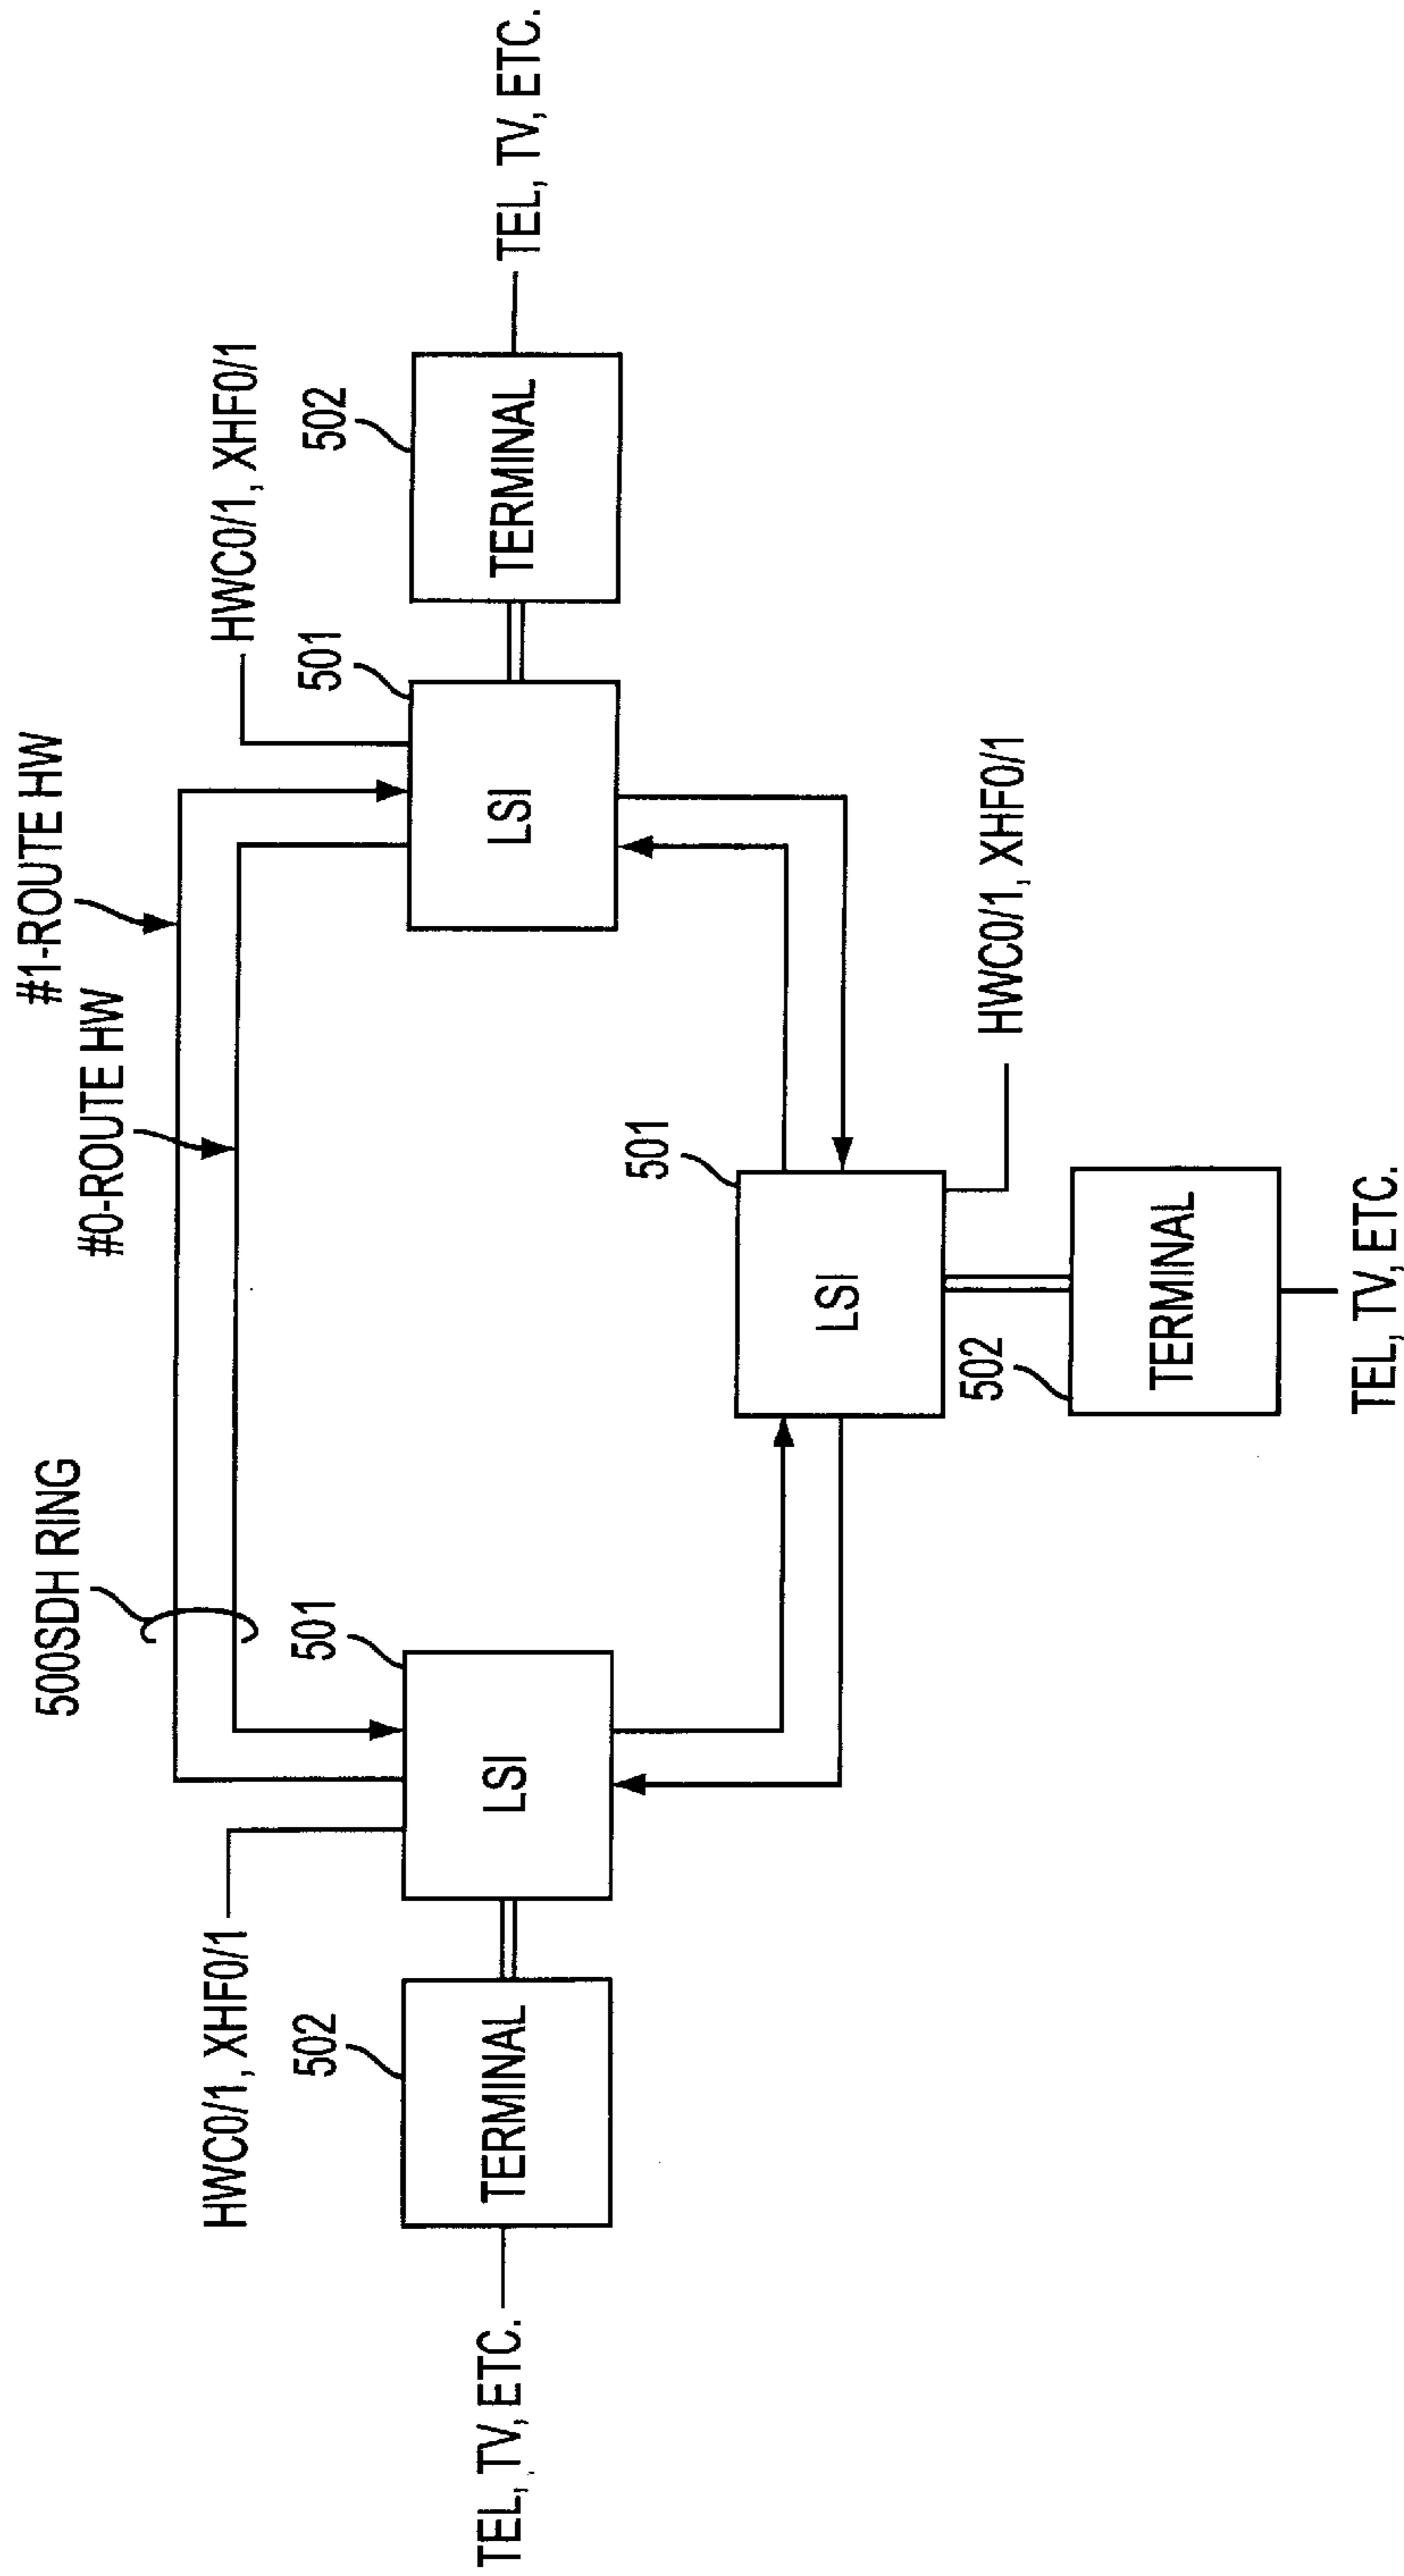 #1-ROUTE HW
#0-ROUTE HW
500SDH RING
HWC0/1, XHF0/1
HWC0/1, XHF0/1
502
501
501
502
TEL, TV, ETC.
TERMINAL
LSI
LSI
TERMINAL
TEL, TV, ETC.
501
LSI
HWC0/1, XHF0/1
502
TERMINAL
TEL, TV, ETC.